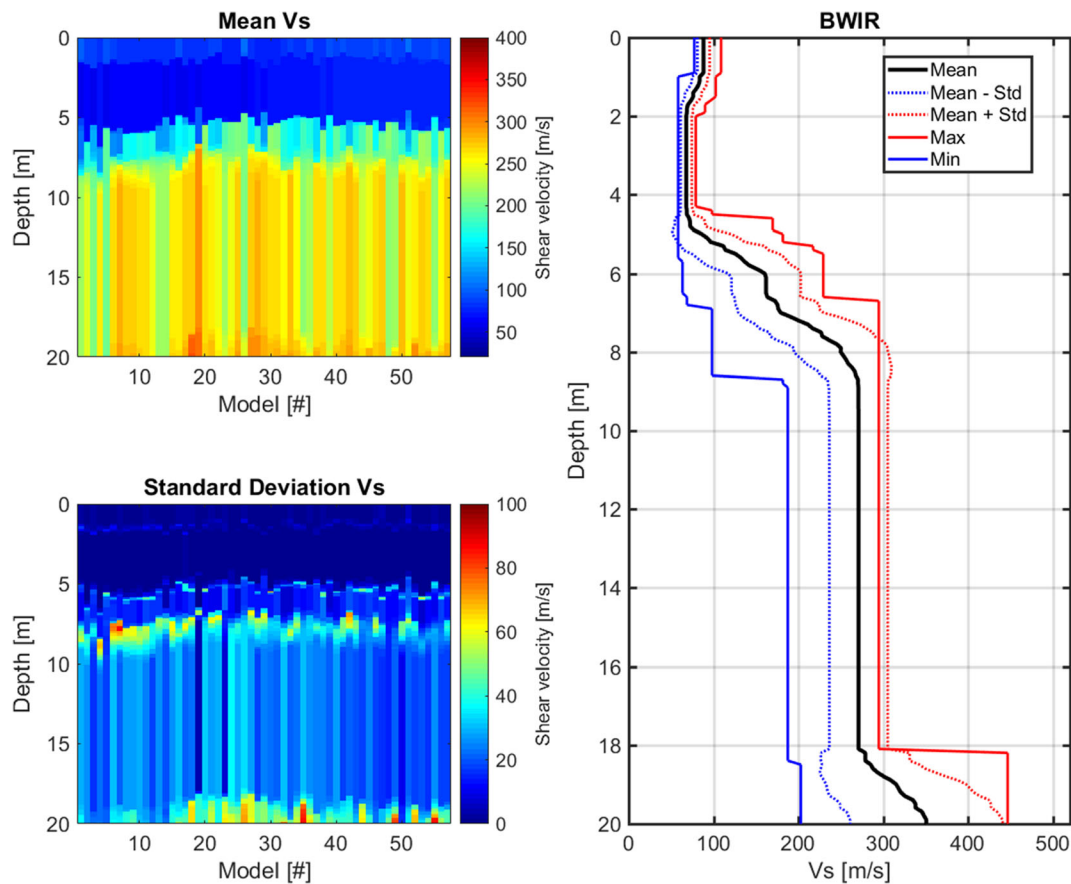 Mean Vs
0
5
10
15
20
Depth [m]
10 20 30 40 50
Model [#]
400
350
300
250
200
150
100
50
Shear velocity [m/s]
Standard Deviation Vs
0
5
10
15
20
Depth [m]
10 20 30 40 50
Model [#]
100
80
60
40
20
0
Shear velocity [m/s]
BWIR
0
2
4
6
8
10
12
14
16
18
20
Depth [m]
0 100 200 300 400 500
Vs [m/s]
Mean
Mean - Std
Mean + Std
Max
Min